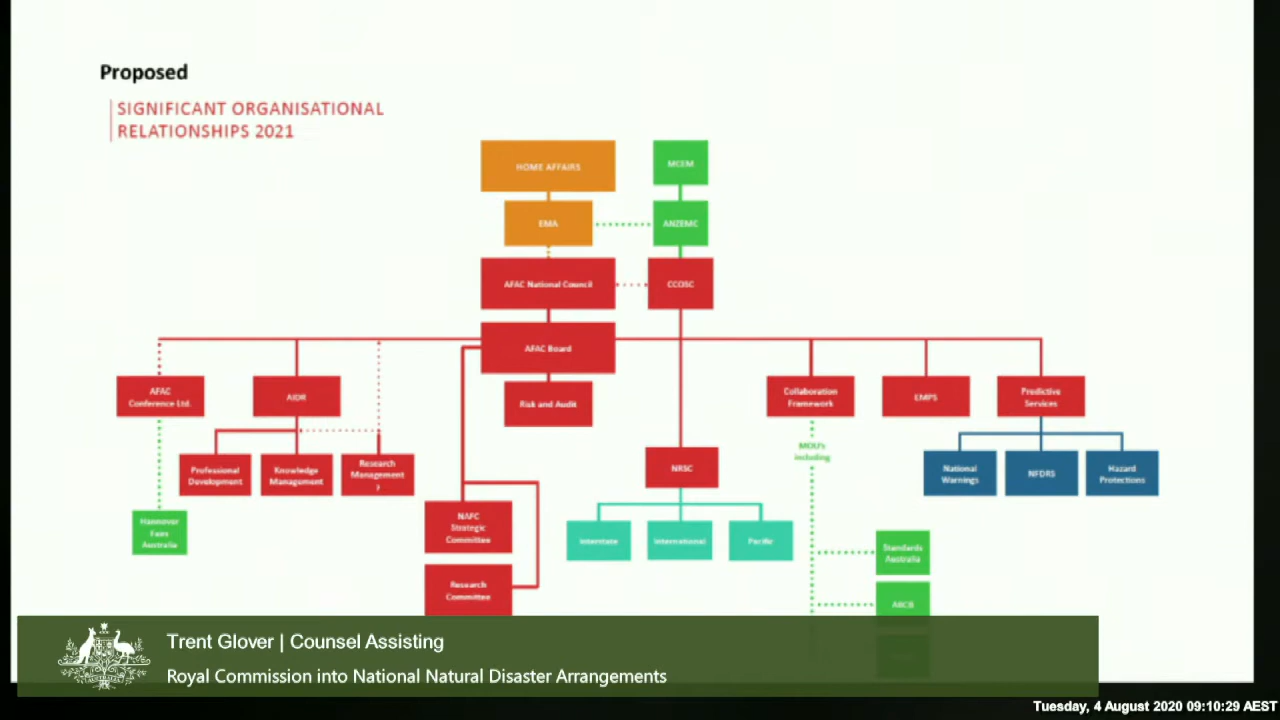 Proposed
SIGNIFICANT ORGANISATIONAL
RELATIONSHIPS 2021
HOME AFFAIRS
MCEM
EMA
ANZEMC
AFAC National Council
CCOSC
AFAC Board
Risk and Audit
AFAC
Conference Ltd.
AIDR
Collaboration
Framework
EMPS
Predictive
Services
Professional
Development
Knowledge
Management
Research
Management
)
MOU's
including
NRSC
National
Warnings
NFDRS
Hazard
Protections
Hannover
Fairs
Australia
NAFC
Strategic
Committee
Interstate
International
Pacific
Standards
Australia
Research
Committee
ABCB
Trent Glover | Counsel Assisting
Royal Commission into National Natural Disaster Arrangements
Tuesday, 4 August 2020 09:10:29 AEST